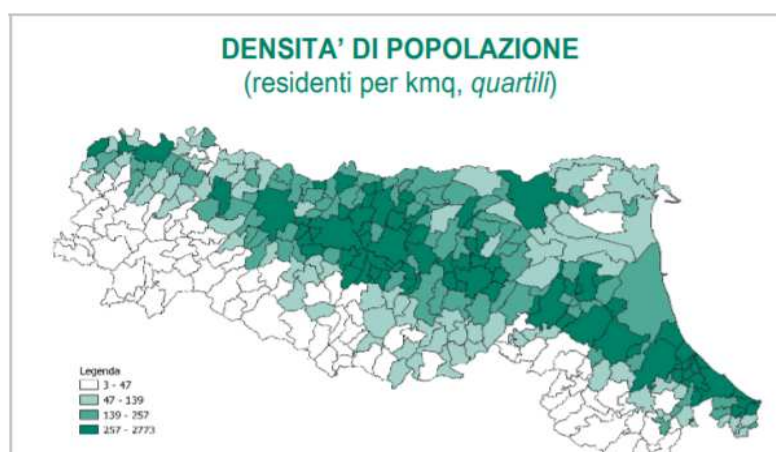 DENSITA' DI POPOLAZIONE
(residenti per kmq, quartili)
Legenda
3 - 47
47 - 139
139 - 257
257 - 2773